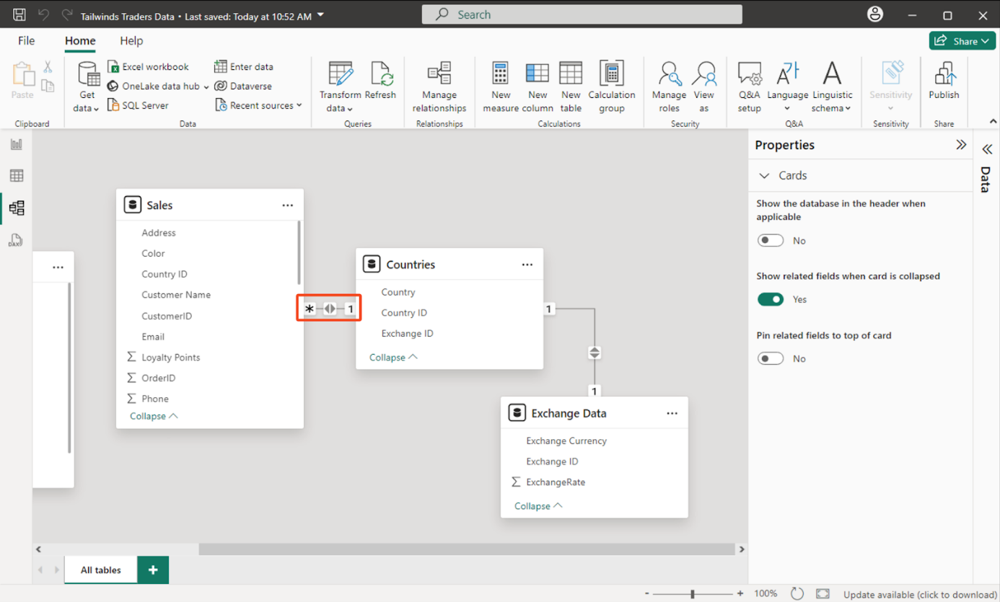 Tailwinds Traders Data • Last saved: Today at 10:52 AM
Search
File
Home
Help
Share
Paste
Get data
Excel workbook
OneLake data hub
SQL Server
Enter data
Dataverse
Recent sources
Transform data
Refresh
Manage relationships
New measure
New column
New table
Calculation group
Manage roles
View as
Q&A setup
Language
Linguistic schema
Sensitivity
Publish
Clipboard
Data
Queries
Relationships
Calculations
Security
Q&A
Sensitivity
Share
DAX
Sales
Address
Color
Country ID
Customer Name
CustomerID
Email
Σ Loyalty Points
Σ OrderID
Σ Phone
Collapse
* 1
Countries
Country
Country ID
Exchange ID
Collapse
1
1
Exchange Data
Exchange Currency
Exchange ID
Σ ExchangeRate
Collapse
Properties
Cards
Show the database in the header when
applicable
No
Show related fields when card is collapsed
Yes
Pin related fields to top of card
No
Data
All tables
+
- + 100%
Update available (click to download)